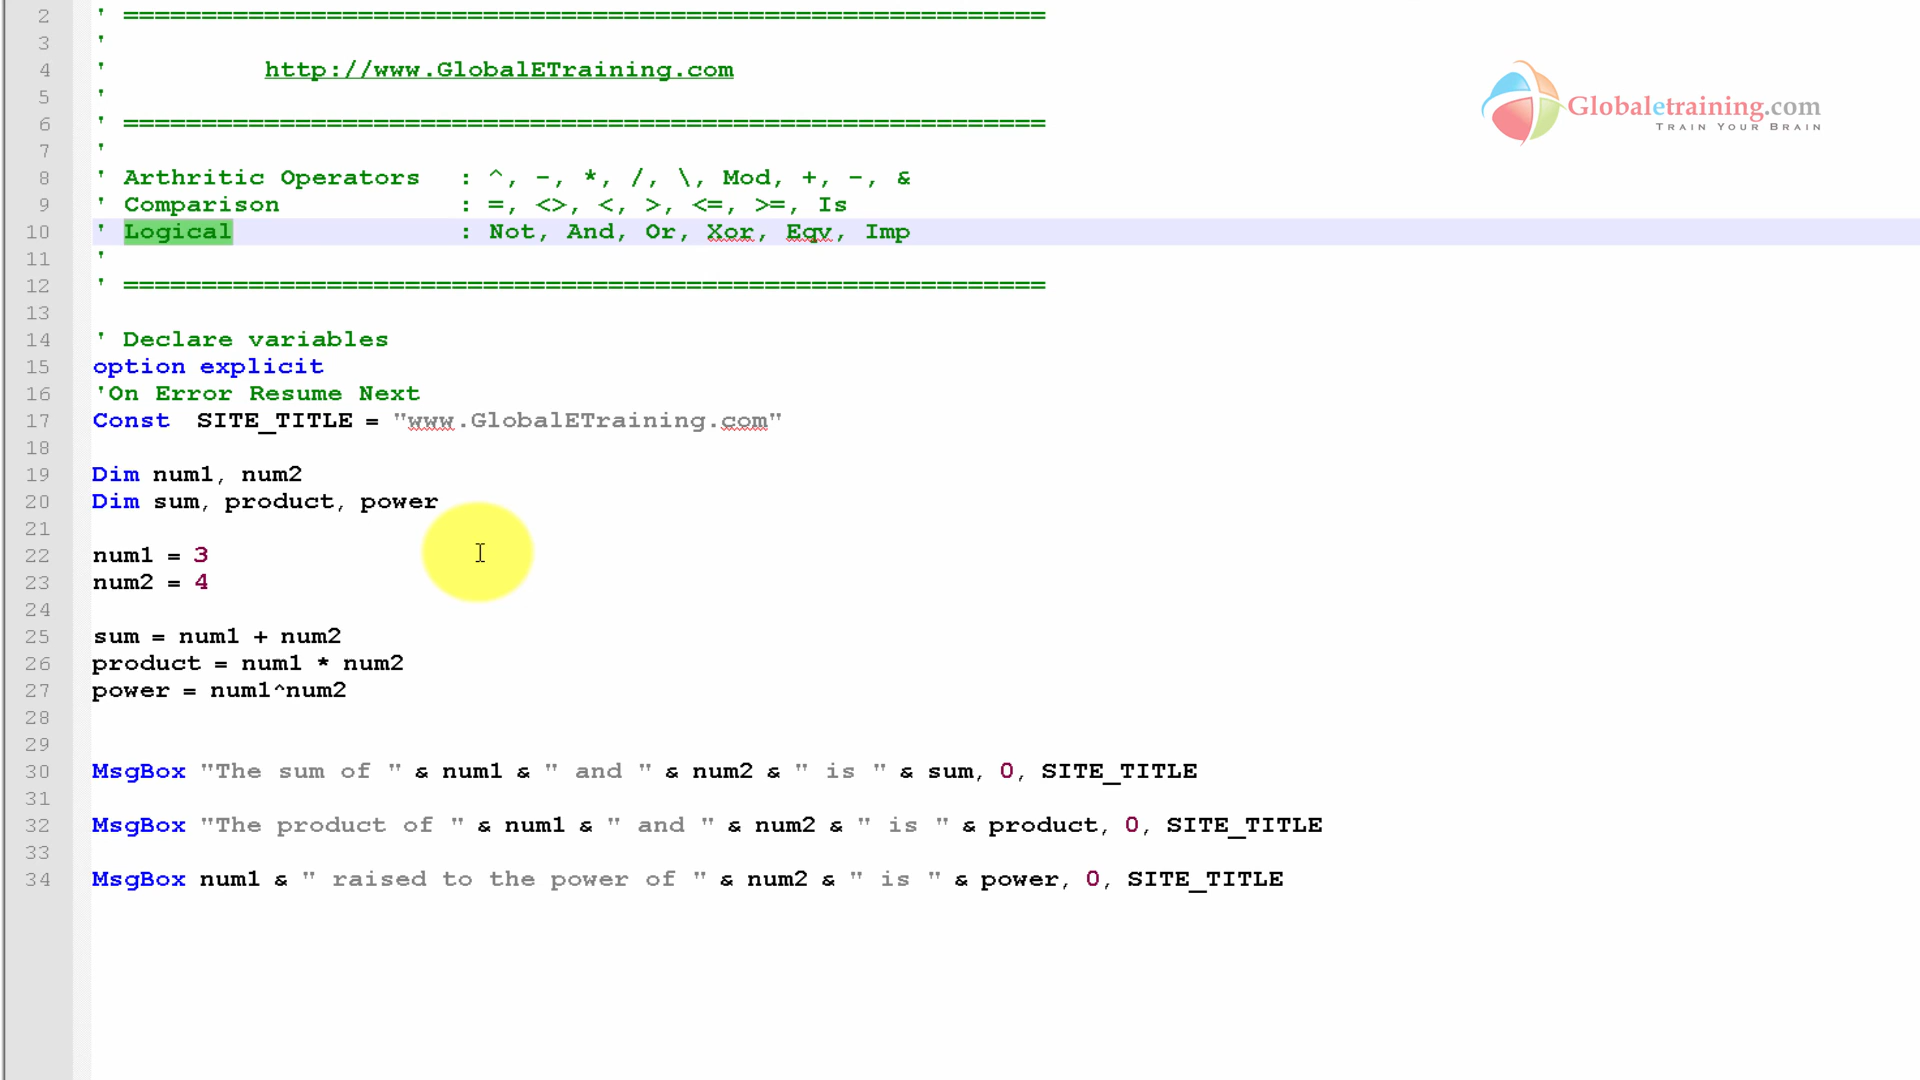 2 ' ===========================================================
3 '
4 ' http://www.GlobalETraining.com
5 '
6 ' ===========================================================
7 '
8 ' Arthritic Operators : ^, -, *, /, \, Mod, +, -, &
9 ' Comparison : =, <>, <, >, <=, >=, Is
10 ' Logical : Not, And, Or, Xor, Eqv, Imp
11 '
12 ' ===========================================================
13
14 ' Declare variables
15 option explicit
16 'On Error Resume Next
17 Const SITE_TITLE = "www.GlobalETraining.com"
18
19 Dim num1, num2
20 Dim sum, product, power
21
22 num1 = 3
23 num2 = 4
24
25 sum = num1 + num2
26 product = num1 * num2
27 power = num1^num2
28
29
30 MsgBox "The sum of " & num1 & " and " & num2 & " is " & sum, 0, SITE_TITLE
31
32 MsgBox "The product of " & num1 & " and " & num2 & " is " & product, 0, SITE_TITLE
33
34 MsgBox num1 & " raised to the power of " & num2 & " is " & power, 0, SITE_TITLE
Globaletraining.com
TRAIN YOUR BRAIN